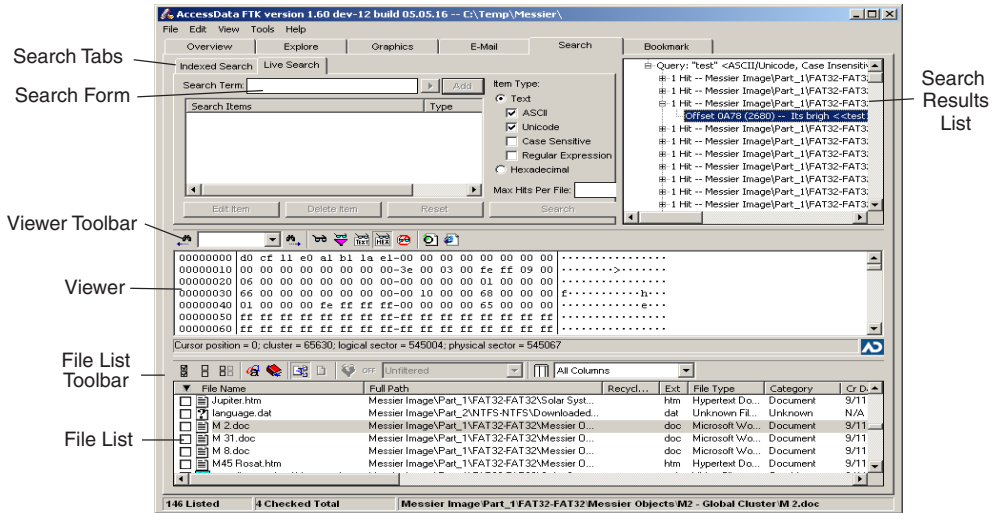 AccessData FTK version 1.60 dev-12 build 05.05.16 -- C:\Temp\Messier\
File Edit View Tools Help
Overview Explore Graphics E-Mail Search Bookmark
Search Tabs
Indexed Search Live Search
Search Form
Search Term: Add
Search Items Type
Item Type:
Text
ASCII
Unicode
Case Sensitive
Regular Expression
Hexadecimal
Max Hits Per File:
Edit Item Delete Item Reset Search
Query: "test" <ASCII/Unicode, Case Insensitiv
1 Hit -- Messier Image\Part_1\FAT32-FAT3:
1 Hit -- Messier Image\Part_1\FAT32-FAT3:
1 Hit -- Messier Image\Part_1\FAT32-FAT3:
Offset 0A78 (2680) -- Its brigh <<test:
1 Hit -- Messier Image\Part_1\FAT32-FAT3:
1 Hit -- Messier Image\Part_1\FAT32-FAT3:
1 Hit -- Messier Image\Part_1\FAT32-FAT3:
1 Hit -- Messier Image\Part_1\FAT32-FAT3:
1 Hit -- Messier Image\Part_1\FAT32-FAT3:
1 Hit -- Messier Image\Part_1\FAT32-FAT3:
1 Hit -- Messier Image\Part_1\FAT32-FAT3:
Search
Results
List
Viewer Toolbar
TEXT HEX
Viewer
00000000 d0 cf 11 e0 a1 b1 1a e1-00 00 00 00 00 00 00 00 ················
00000010 00 00 00 00 00 00 00 00-3e 00 03 00 fe ff 09 00 ········>·······
00000020 06 00 00 00 00 00 00 00-00 00 00 00 01 00 00 00 ················
00000030 66 00 00 00 00 00 00 00-00 10 00 00 68 00 00 00 f···········h···
00000040 01 00 00 00 fe ff ff ff-00 00 00 00 65 00 00 00 ············e···
00000050 ff ff ff ff ff ff ff ff-ff ff ff ff ff ff ff ff ················
00000060 ff ff ff ff ff ff ff ff-ff ff ff ff ff ff ff ff ················
Cursor position = 0; cluster = 65630; logical sector = 545004; physical sector = 545067
File List
Toolbar
OFF Unfiltered All Columns
File Name Full Path Recycl... Ext File Type Category Cr D
Jupiter.htm Messier Image\Part_1\FAT32-FAT32\Solar Syst... htm Hypertext Do... Document 9/11
language.dat Messier Image\Part_2\NTFS-NTFS\Downloaded... dat Unknown Fil... Unknown N/A
M 2.doc Messier Image\Part_1\FAT32-FAT32\Messier O... doc Microsoft Wo... Document 9/11
File List
M 31.doc Messier Image\Part_1\FAT32-FAT32\Messier O... doc Microsoft Wo... Document 9/11
M 8.doc Messier Image\Part_1\FAT32-FAT32\Messier O... doc Microsoft Wo... Document 9/11
M45 Rosat.htm Messier Image\Part_1\FAT32-FAT32\Messier O... htm Hypertext Do... Document 9/11
146 Listed 4 Checked Total Messier Image\Part_1\FAT32-FAT32\Messier Objects\M2 - Global Cluster\M 2.doc